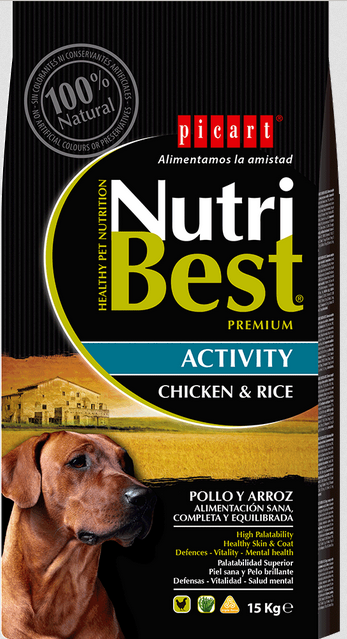 SIN COLORANTES NI CONSERVANTES ARTIFICIALES -
100%
Natural
NO ARTIFICIAL COLOURS OR PRESERVATIVES -
picart®
Alimentamos la amistad
HEALTHY PET NUTRITION
Nutri
Best®
PREMIUM
ACTIVITY
CHICKEN & RICE
POLLO Y ARROZ
ALIMENTACIÓN SANA,
COMPLETA Y EQUILIBRADA
High Palatability
Healthy Skin & Coat
Defences - Vitality - Mental health
Palatabilidad Superior
Piel sana y Pelo brillante
Defensas - Vitalidad - Salud mental
15 Kg e